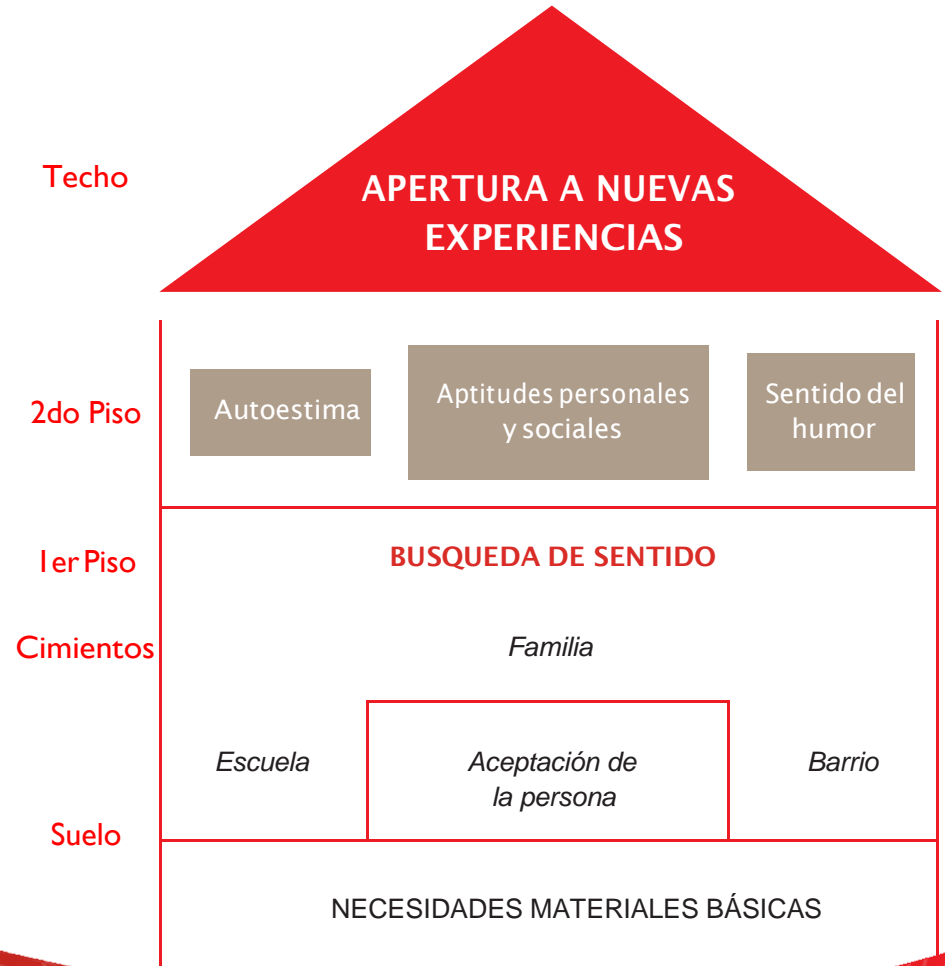 Techo
APERTURA A NUEVAS
EXPERIENCIAS
2do Piso
Autoestima
Aptitudes personales
y sociales
Sentido del
humor
1er Piso
BUSQUEDA DE SENTIDO
Cimientos
Familia
Escuela
Aceptación de
la persona
Barrio
Suelo
NECESIDADES MATERIALES BÁSICAS